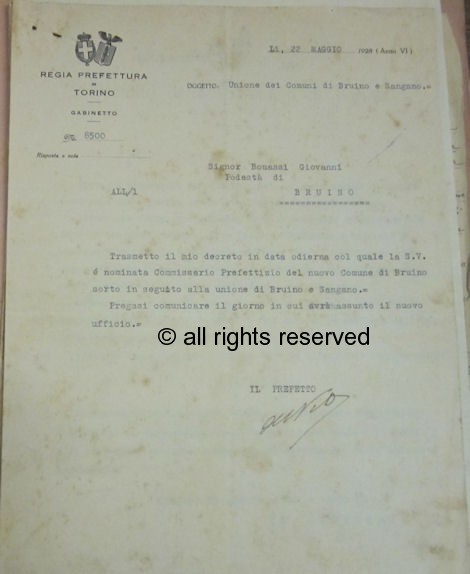 Li, 22 MAGGIO 1928 (Anno VI)
REGIA PREFETTURA
DI
TORINO
GABINETTO
OGGETTO: Unione dei Comuni di Bruino e Sangano.=
8500
Risposta a nota
Signor Bonassi Giovanni
Podestà di
BRUINO
ALL/1
Trasmetto il mio decreto in data odierna col quale la S.V.
é nominata Commissario Prefettizio del nuovo Comune di Bruino
sorto in seguito alla unione di Bruino e Sangano.=
Pregasi comunicare il giorno in cui avrà assunto il nuovo
ufficio.=
© all rights reserved
IL PREFETTO